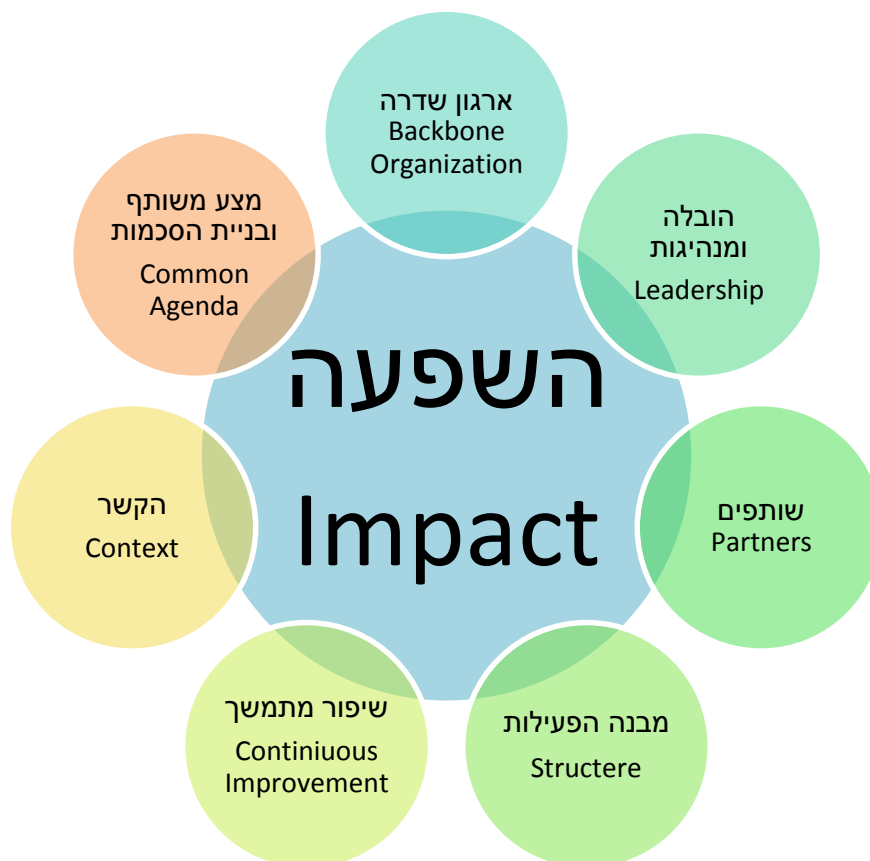 ארגון שדרה
Backbone
Organization
הובלה
ומנהיגות
Leadership
שותפים
Partners
מבנה הפעילות
Structere
שיפור מתמשך
Continiuous
Improvement
הקשר
Context
מצע משותף
ובניית הסכמות
Common
Agenda
השפעה
Impact